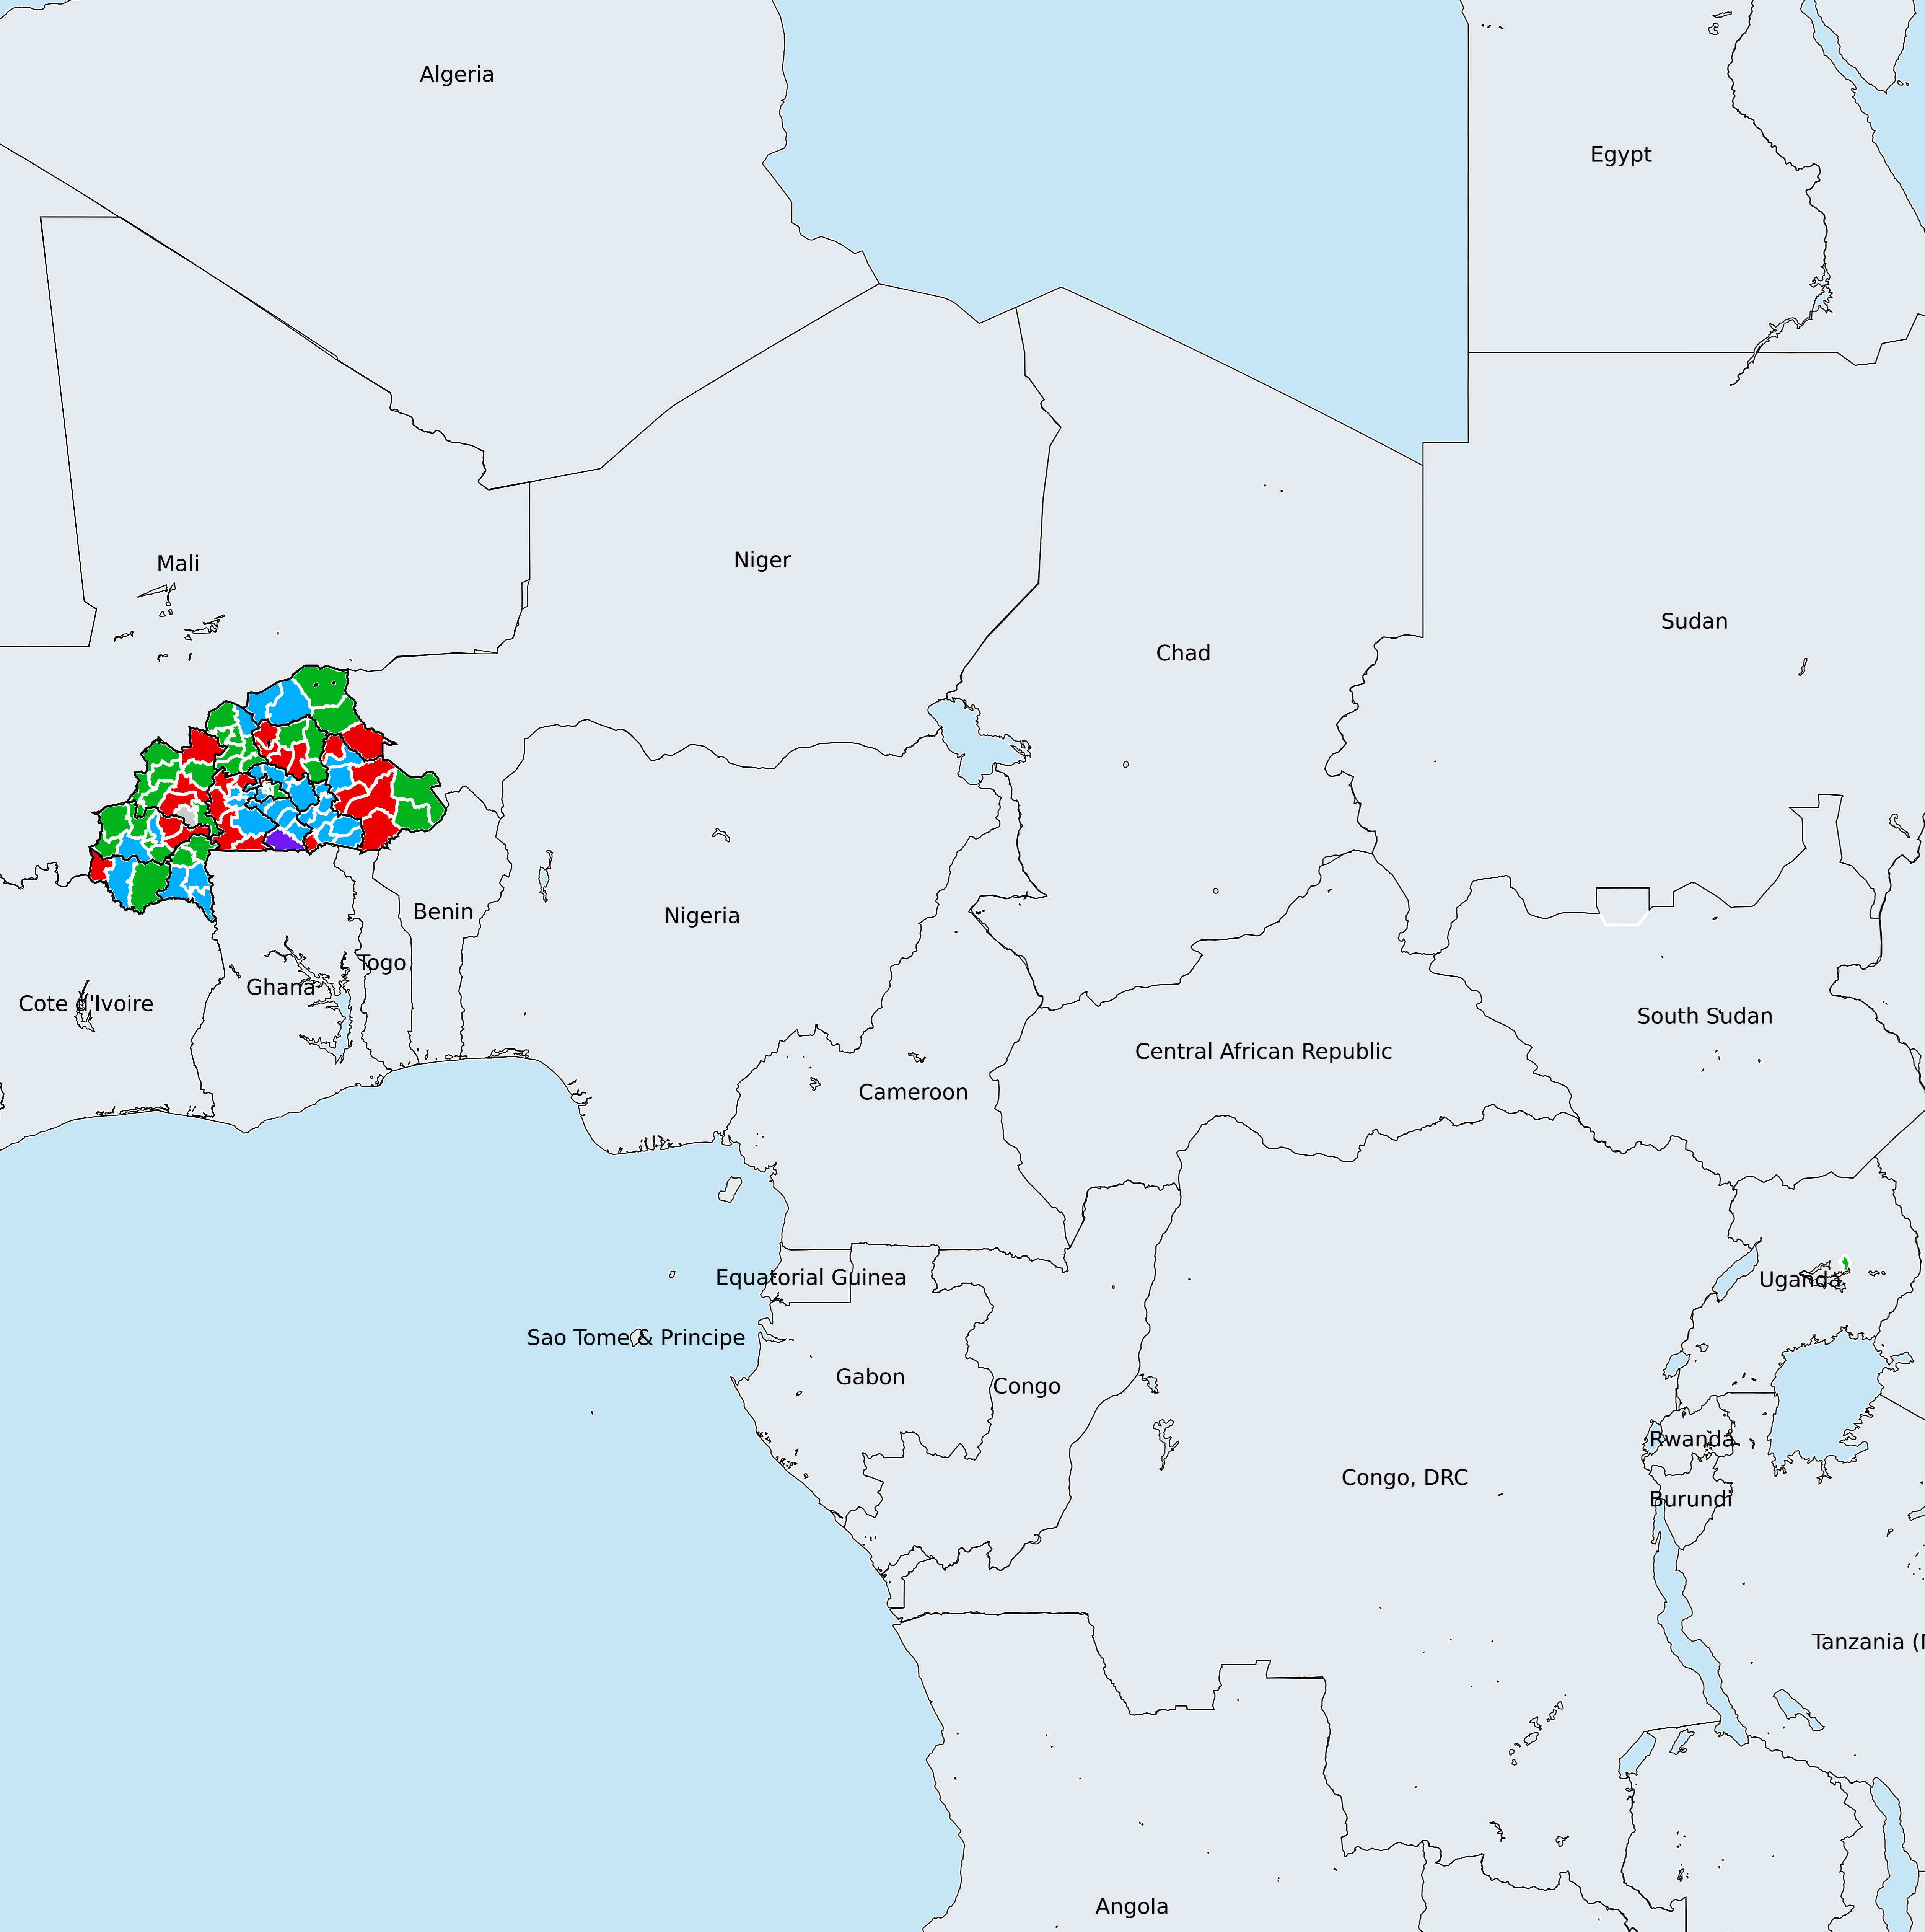 Algeria
Egypt
Mali
Niger
Sudan
Chad
Benin
Nigeria
Togo
Ghana
Cote d'Ivoire
South Sudan
Central African Republic
Cameroon
Equatorial Guinea
Uganda
Sao Tome & Principe
Gabon
Congo
Rwanda
Congo, DRC
Burundi
Tanzania (
Angola